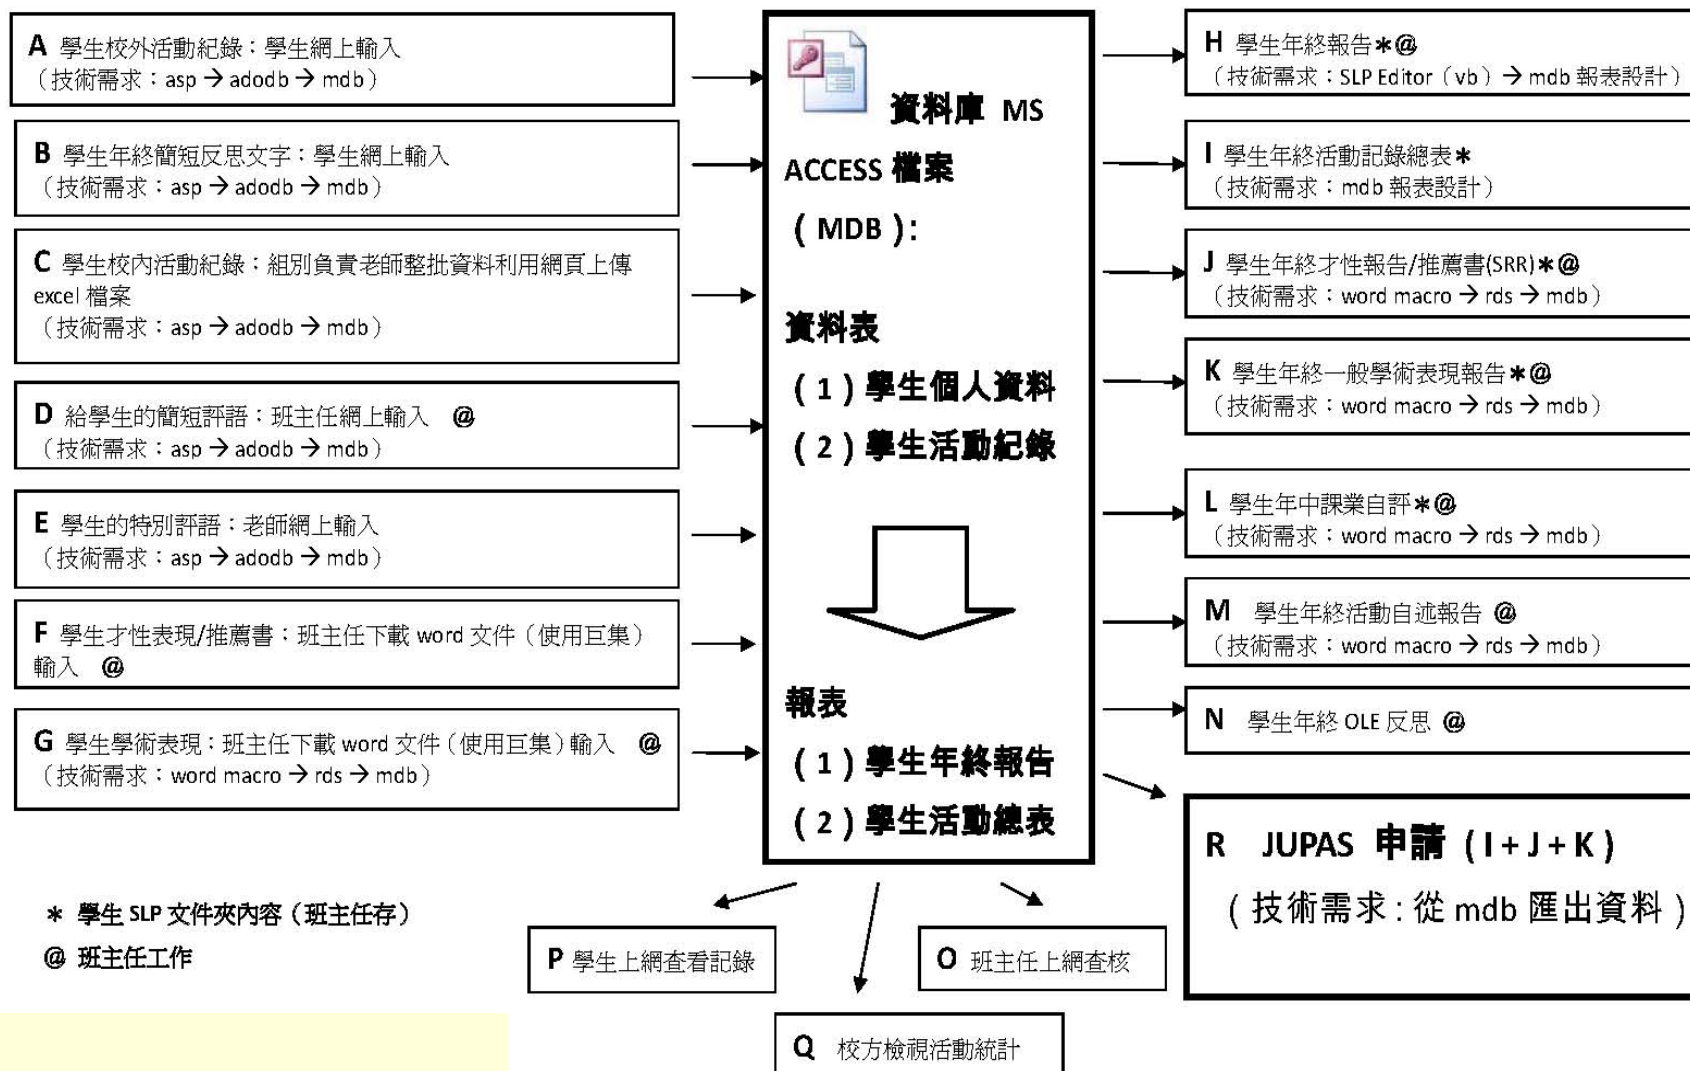 A 學生校外活動紀錄：學生網上輸入
（技術需求：asp → adodb → mdb）
B 學生年終簡短反思文字：學生網上輸入
（技術需求：asp → adodb → mdb）
C 學生校內活動紀錄：組別負責老師整批資料利用網頁上傳
excel 檔案
（技術需求：asp → adodb → mdb）
D 給學生的簡短評語：班主任網上輸入 @
（技術需求：asp → adodb → mdb）
E 學生的特別評語：老師網上輸入
（技術需求：asp → adodb → mdb）
F 學生才性表現/推薦書：班主任下載 word 文件（使用巨集）
輸入 @
G 學生學術表現：班主任下載 word 文件（使用巨集）輸入 @
（技術需求：word macro → rds → mdb）
資料庫 MS
ACCESS 檔案
（MDB）：
資料表
（1）學生個人資料
（2）學生活動紀錄
報表
（1）學生年終報告
（2）學生活動總表
H 學生年終報告*@
（技術需求：SLP Editor（vb）→ mdb 報表設計）
I 學生年終活動記錄總表*
（技術需求：mdb 報表設計）
J 學生年終才性報告/推薦書(SRR)*@
（技術需求：word macro → rds → mdb）
K 學生年終一般學術表現報告*@
（技術需求：word macro → rds → mdb）
L 學生年中課業自評*@
（技術需求：word macro → rds → mdb）
M 學生年終活動自述報告 @
（技術需求：word macro → rds → mdb）
N 學生年終 OLE 反思 @
R JUPAS 申請（I + J + K）
（技術需求：從 mdb 匯出資料）
* 學生 SLP 文件夾內容（班主任存）
@ 班主任工作
P 學生上網查看記錄
O 班主任上網查核
Q 校方檢視活動統計